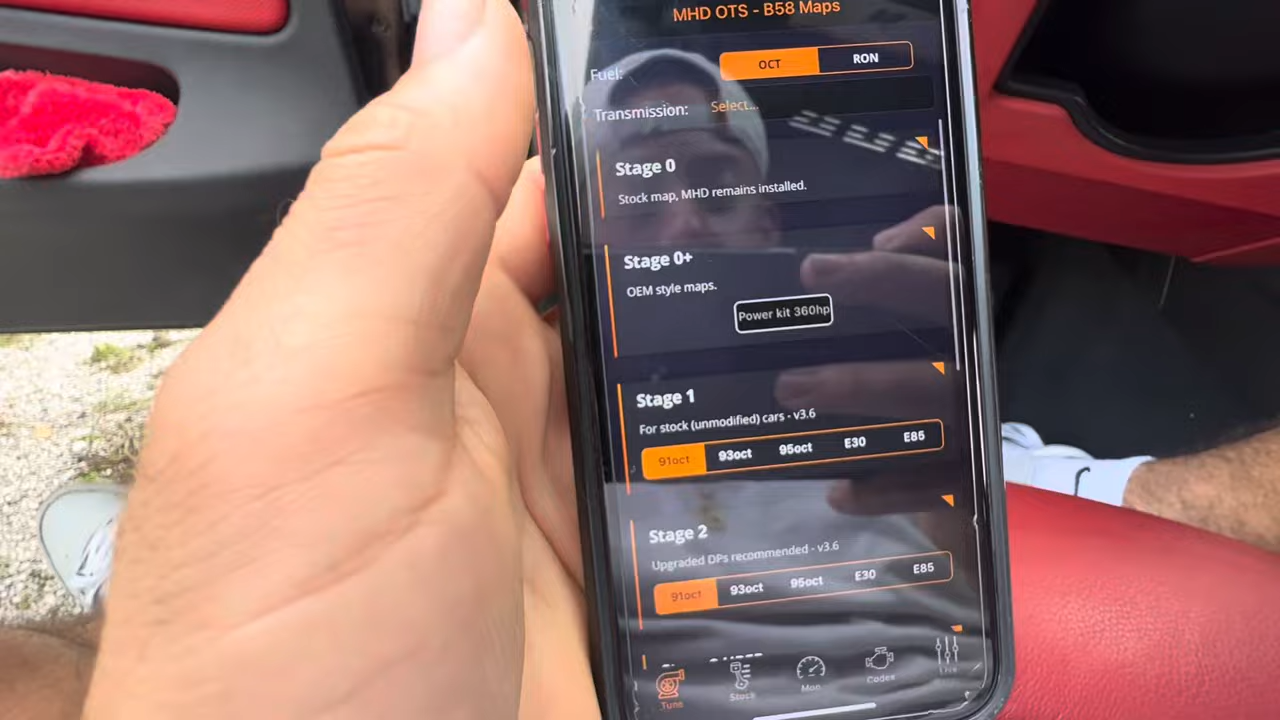 MHD OTS - B58 Maps
Fuel: OCT RON
Transmission: Select...
Stage 0
Stock map, MHD remains installed.
Stage 0+
OEM style maps.
Power kit 360hp
Stage 1
For stock (unmodified) cars - v3.6
91oct 93oct 95oct E30 E85
Stage 2
Upgraded DPs recommended - v3.6
91oct 93oct 95oct E30 E85
Tune Stock Mon Codes Live